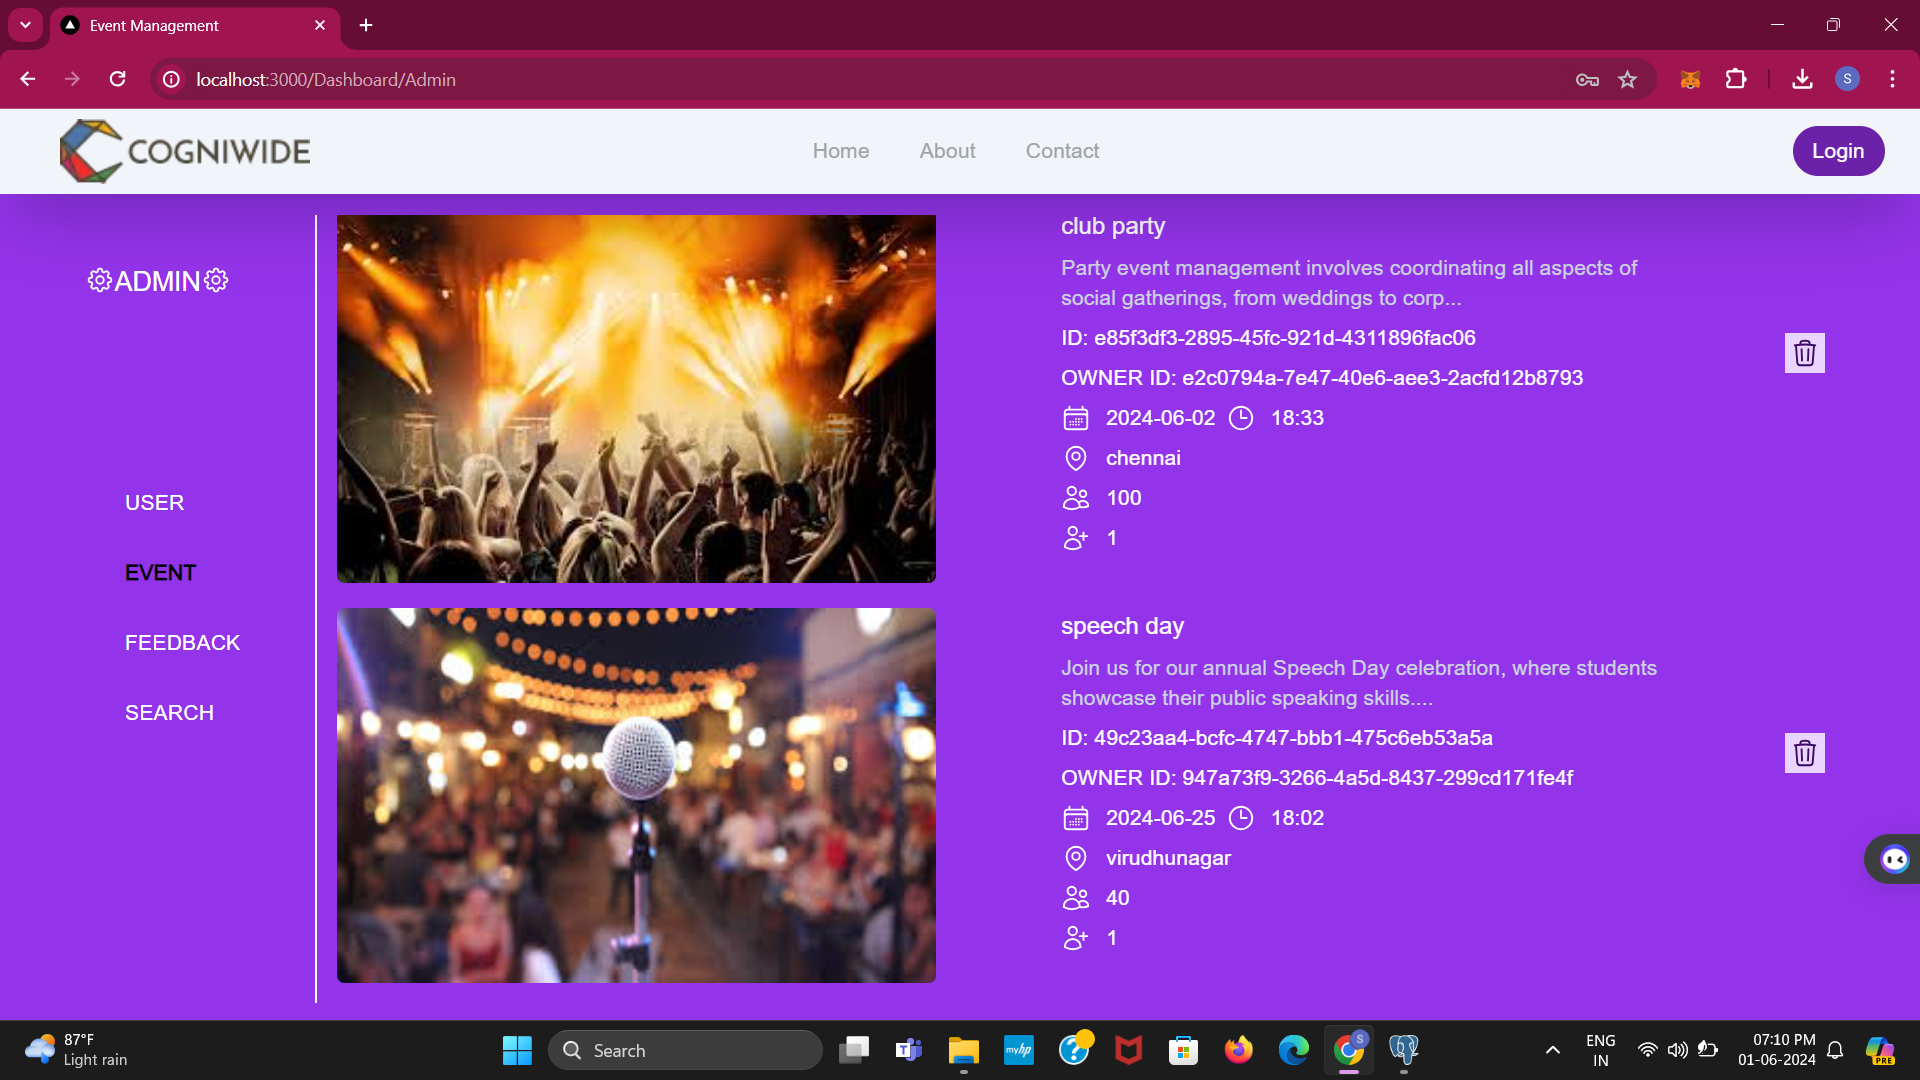 Event Management
localhost:3000/Dashboard/Admin
S
COGNIWIDE
Home
About
Contact
Login
ADMIN
USER
EVENT
FEEDBACK
SEARCH
club party
Party event management involves coordinating all aspects of
social gatherings, from weddings to corp...
ID: e85f3df3-2895-45fc-921d-4311896fac06
OWNER ID: e2c0794a-7e47-40e6-aee3-2acfd12b8793
2024-06-02 18:33
chennai
100
1
speech day
Join us for our annual Speech Day celebration, where students
showcase their public speaking skills....
ID: 49c23aa4-bcfc-4747-bbb1-475c6eb53a5a
OWNER ID: 947a73f9-3266-4a5d-8437-299cd171fe4f
2024-06-25 18:02
virudhunagar
40
1
87°F
Light rain
Search
T
myhp
?
S
ENG
IN
07:10 PM
01-06-2024
PRE